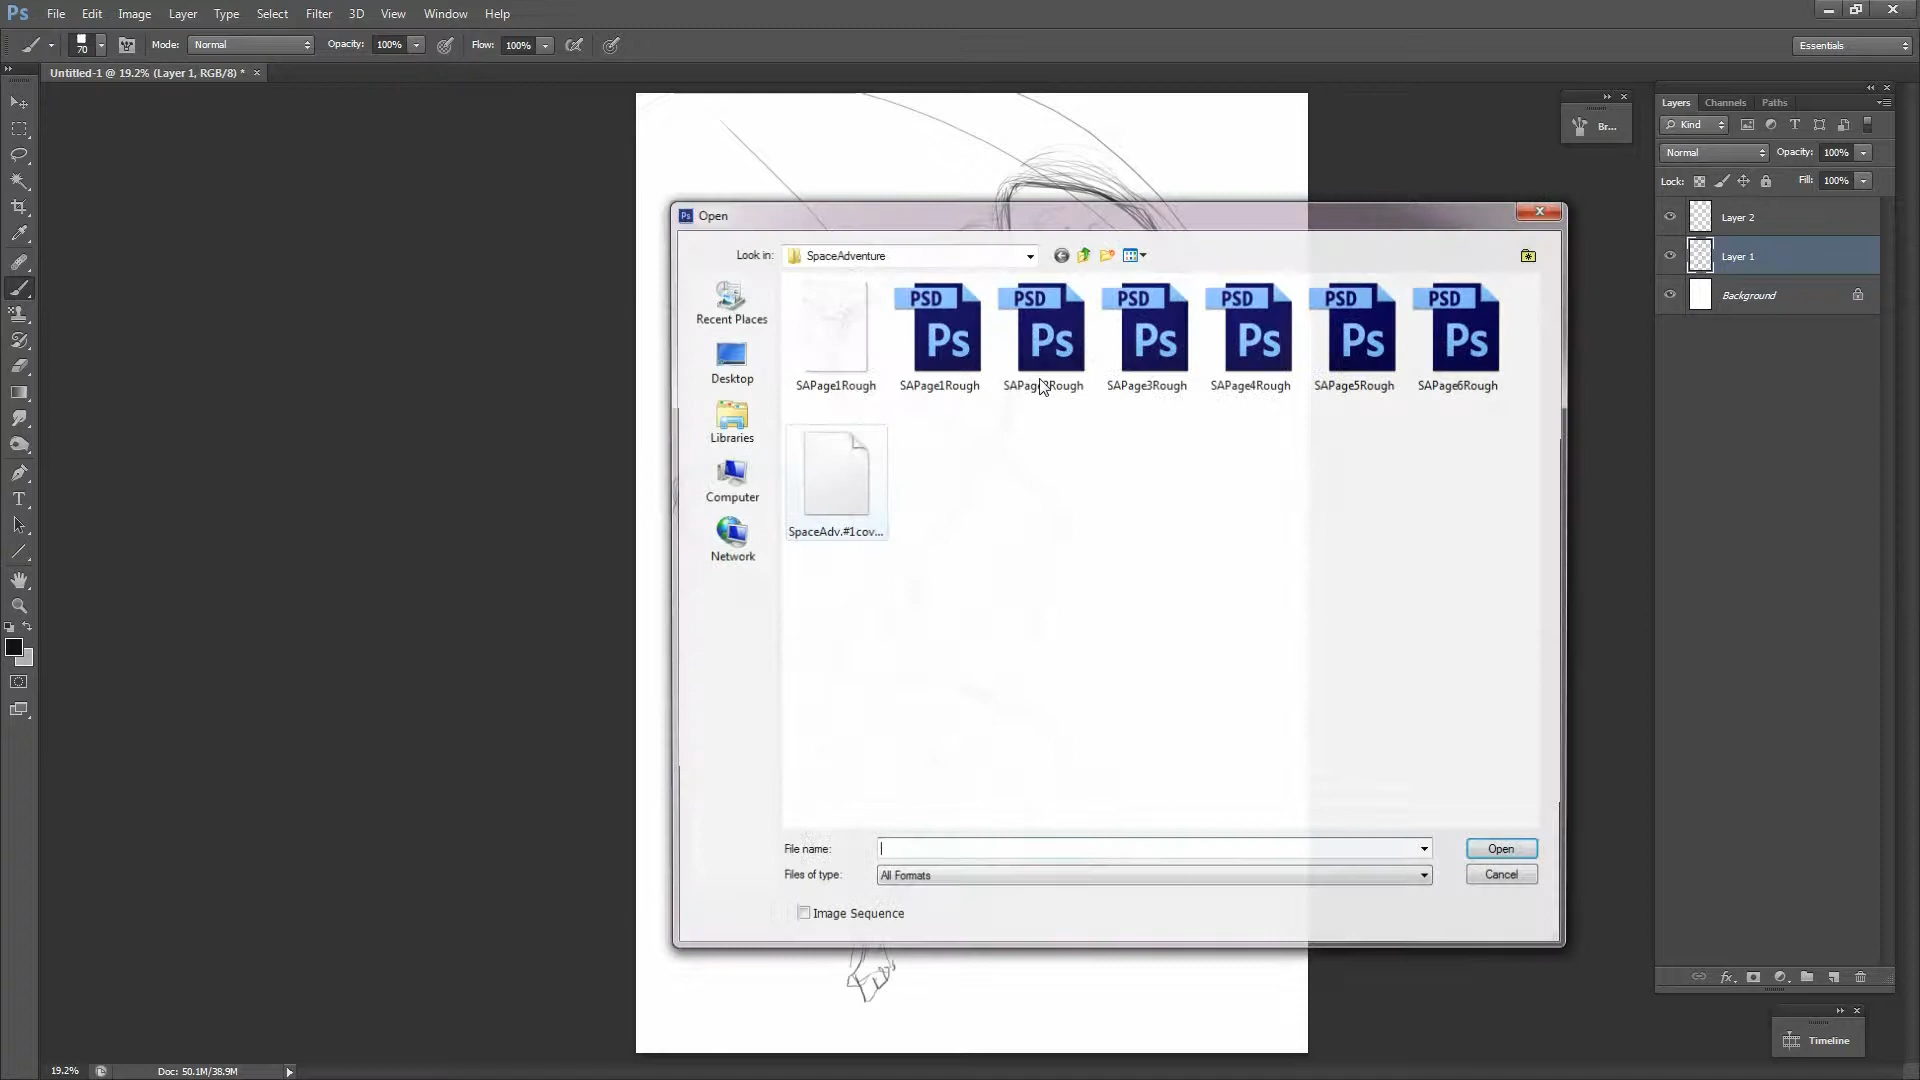 Ps File Edit Image Layer Type Select Filter 3D View Window Help
70 Mode: Normal Opacity: 100% Flow: 100% Essentials
Untitled-1 @ 19.2% (Layer 1, RGB/8) *
Layers Channels Paths
Br...
Kind
Normal Opacity: 100%
Lock: Fill: 100%
Layer 2
Layer 1
Background
Ps Open
Look in: SpaceAdventure
Recent Places
Desktop
Libraries
Computer
Network
PSD PSD PSD PSD PSD PSD
Ps Ps Ps Ps Ps Ps
SAPage1Rough SAPage1Rough SAPage2Rough SAPage3Rough SAPage4Rough SAPage5Rough SAPage6Rough
SpaceAdv.#1cov...
File name: Open
Files of type: All Formats Cancel
Image Sequence
Timeline
19.2% Doc: 50.1M/38.9M